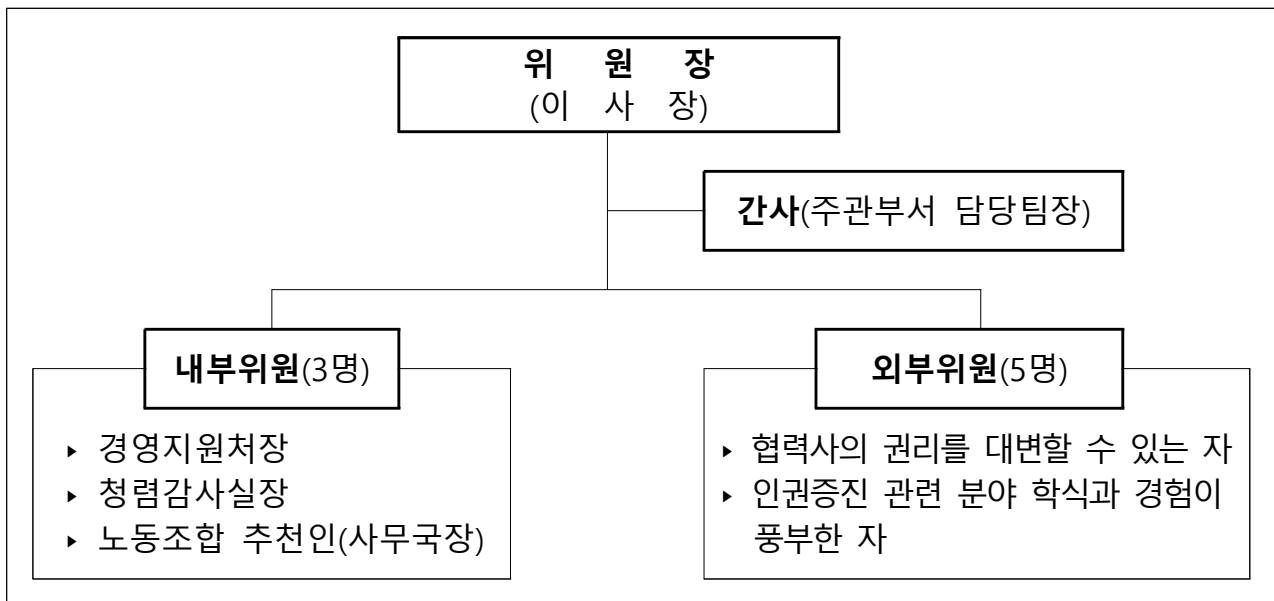 위 원 장
(이 사 장)
간사(주관부서 담당팀장)
내부위원(3명)
▸ 경영지원처장
▸ 청렴감사실장
▸ 노동조합 추천인(사무국장)
외부위원(5명)
▸ 협력사의 권리를 대변할 수 있는 자
▸ 인권증진 관련 분야 학식과 경험이
풍부한 자